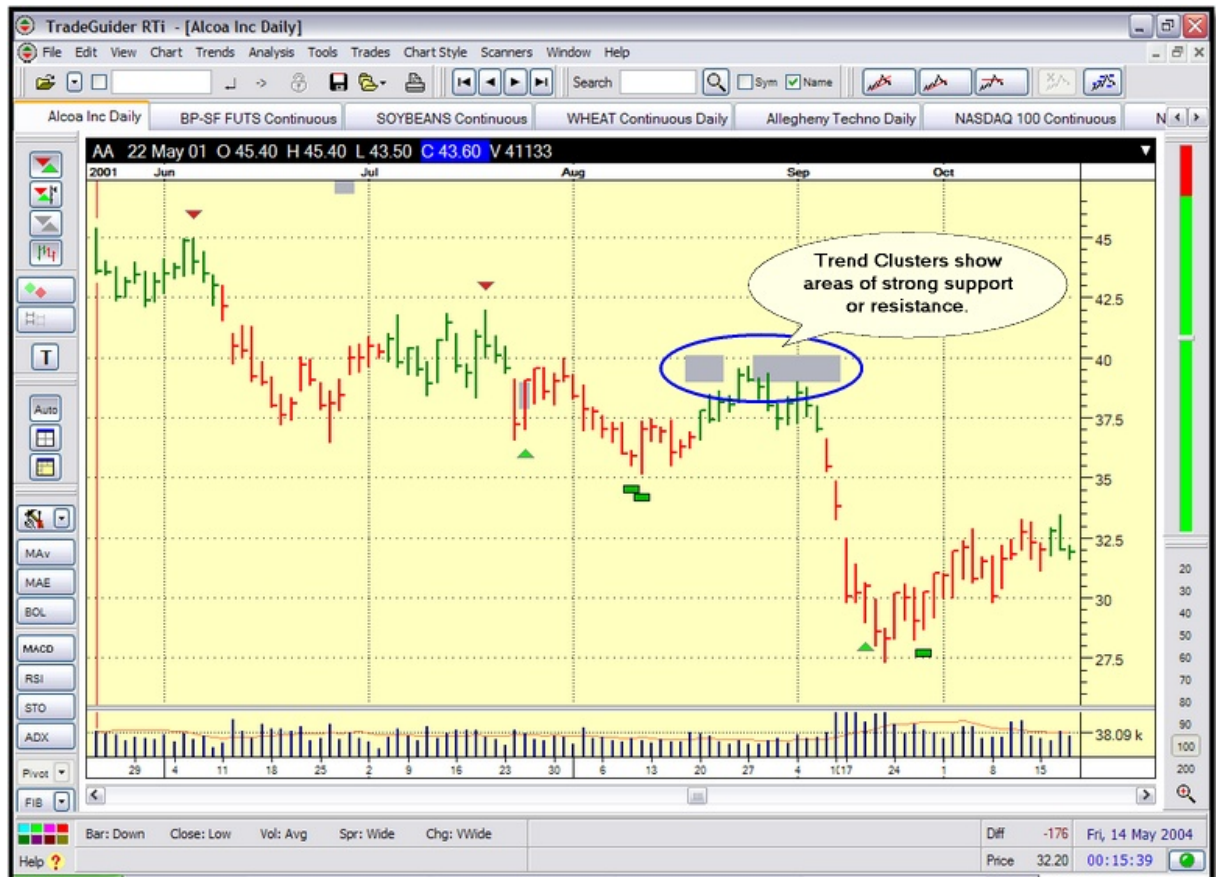 TradeGuider RTi - [Alcoa Inc Daily]
File Edit View Chart Trends Analysis Tools Trades Chart Style Scanners Window Help
Search Sym Name
Alcoa Inc Daily BP-SF FUTS Continuous SOYBEANS Continuous WHEAT Continuous Daily Allegheny Techno Daily NASDAQ 100 Continuous N
AA 22 May 01 O 45.40 H 45.40 L 43.50 C 43.60 V 41133
2001 Jun Jul Aug Sep Oct
45
Trend Clusters show
areas of strong support
or resistance.
42.5
40
37.5
35
32.5
30
27.5
38.09 k
T
Auto
MAv
MAE
BOL
MACD
RSI
STO
ADX
Pivot
FIB
20
30
40
50
60
70
80
90
100
200
29 4 11 18 25 2 9 16 23 30 6 13 20 27 4 17 24 1 8 15
Bar: Down Close: Low Vol: Avg Spr: Wide Chg: VWide Diff -176 Fri, 14 May 2004
Help ? Price 32.20 00:15:39